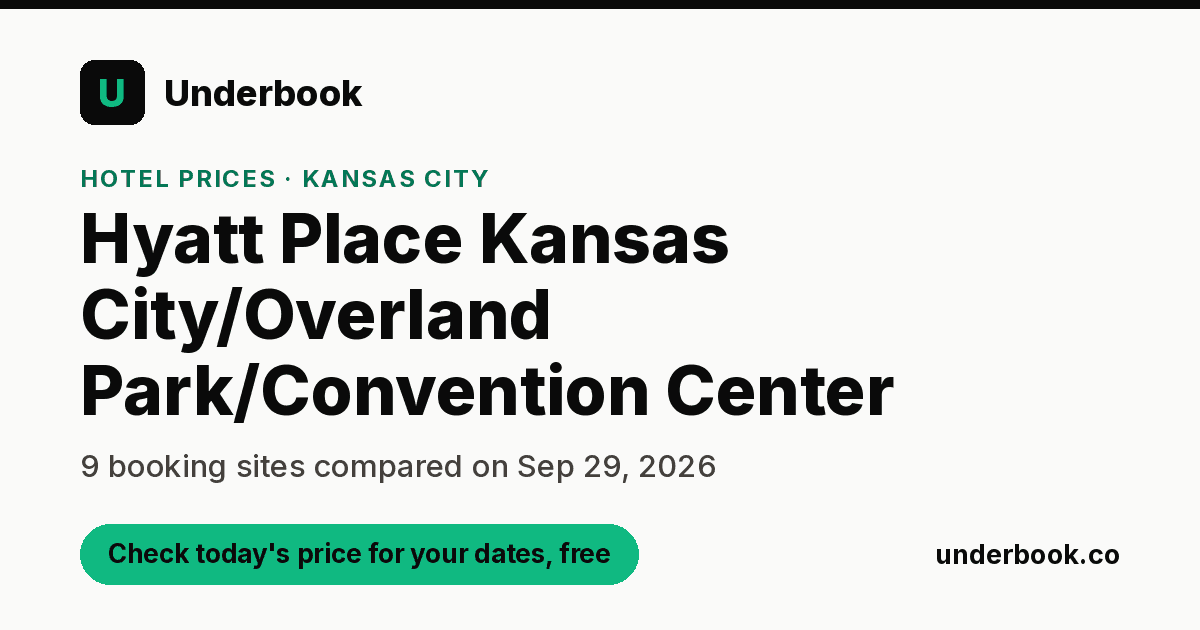 U
Underbook
HOTEL PRICES · KANSAS CITY
Hyatt Place Kansas
City/Overland
Park/Convention Center
9 booking sites compared on Sep 29, 2026
Check today's price for your dates, free
underbook.co